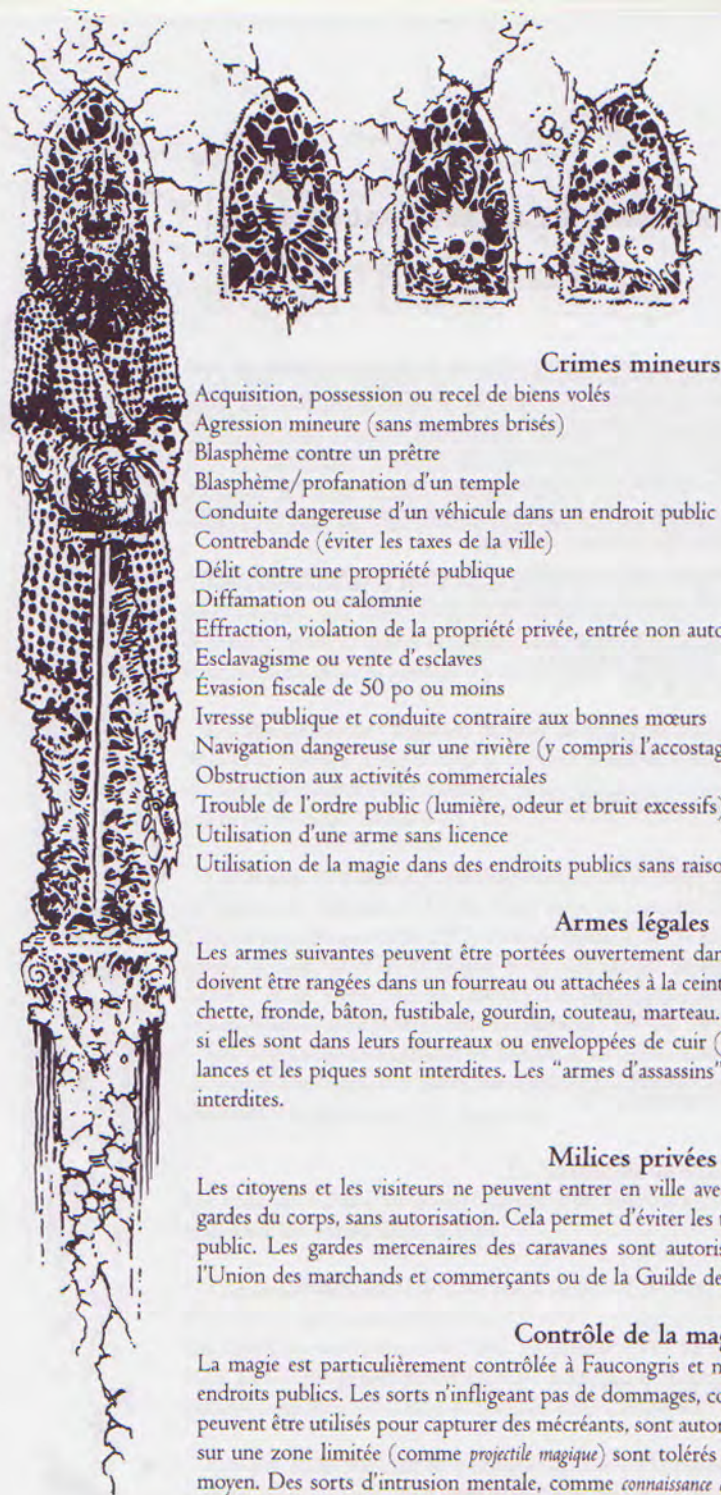 Crimes mineurs
Acquisition, possession ou recel de biens volés
Agression mineure (sans membres brisés)
Blasphème contre un prêtre
Blasphème/profanation d'un temple
Conduite dangereuse d'un véhicule dans un endroit public
Contrebande (éviter les taxes de la ville)
Délit contre une propriété publique
Diffamation ou calomnie
Effraction, violation de la propriété privée, entrée non auto
Esclavagisme ou vente d'esclaves
Évasion fiscale de 50 po ou moins
Ivresse publique et conduite contraire aux bonnes mœurs
Navigation dangereuse sur une rivière (y compris l'accostag
Obstruction aux activités commerciales
Trouble de l'ordre public (lumière, odeur et bruit excessifs)
Utilisation d'une arme sans licence
Utilisation de la magie dans des endroits publics sans raiso
Armes légales
Les armes suivantes peuvent être portées ouvertement dan
doivent être rangées dans un fourreau ou attachées à la ceint
chette, fronde, bâton, fustibale, gourdin, couteau, marteau.
si elles sont dans leurs fourreaux ou enveloppées de cuir (
lances et les piques sont interdites. Les "armes d'assassins"
interdites.
Milices privées
Les citoyens et les visiteurs ne peuvent entrer en ville ave
gardes du corps, sans autorisation. Cela permet d'éviter les
public. Les gardes mercenaires des caravanes sont autoris
l'Union des marchands et commerçants ou de la Guilde de
Contrôle de la mag
La magie est particulièrement contrôlée à Faucongris et n
endroits publics. Les sorts n'infligeant pas de dommages, co
peuvent être utilisés pour capturer des mécréants, sont autor
sur une zone limitée (comme projectile magique) sont tolérés
moyen. Des sorts d'intrusion mentale, comme connaissance